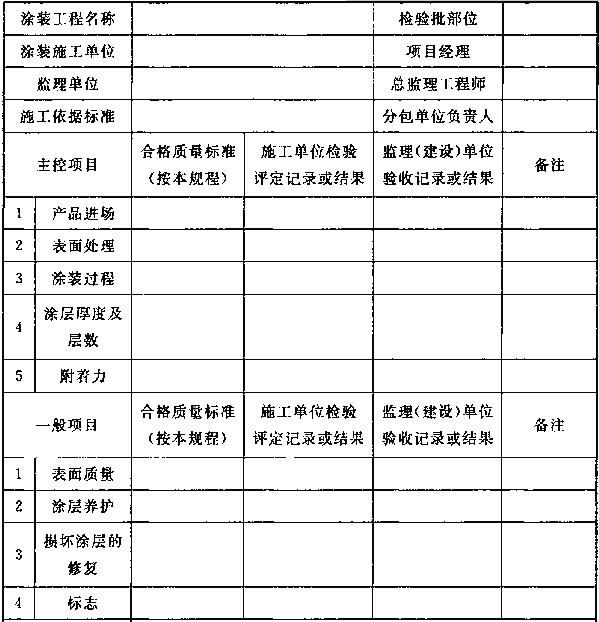 涂装工程名称 检验批部位
涂装施工单位 项目经理
监理单位 总监理工程师
施工依据标准 分包单位负责人
主控项目 合格质量标准(按本规程) 施工单位检验评定记录或结果 监理(建设)单位验收记录或结果 备注
1 产品进场
2 表面处理
3 涂装过程
4 涂层厚度及层数
5 附着力
一般项目 合格质量标准(按本规程) 施工单位检验评定记录或结果 监理(建设)单位验收记录或结果 备注
1 表面质量
2 涂层养护
3 损坏涂层的修复
4 标志